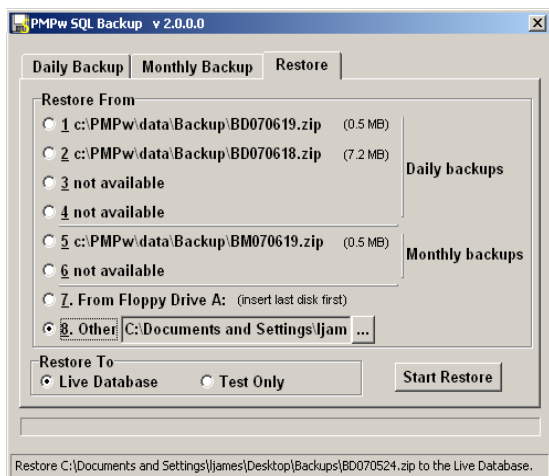 PMPw SQL Backup v 2.0.0.0
Daily Backup Monthly Backup Restore
Restore From
1 c:\PMPw\data\Backup\BD070619.zip (0.5 MB)
2 c:\PMPw\data\Backup\BD070618.zip (7.2 MB)
3 not available
4 not available
Daily backups
5 c:\PMPw\data\Backup\BM070619.zip (0.5 MB)
6 not available
Monthly backups
7. From Floppy Drive A: (insert last disk first)
8. Other C:\Documents and Settings\ljam ...
Restore To
Live Database Test Only
Start Restore
Restore C:\Documents and Settings\ljames\Desktop\Backups\BD070524.zip to the Live Database.